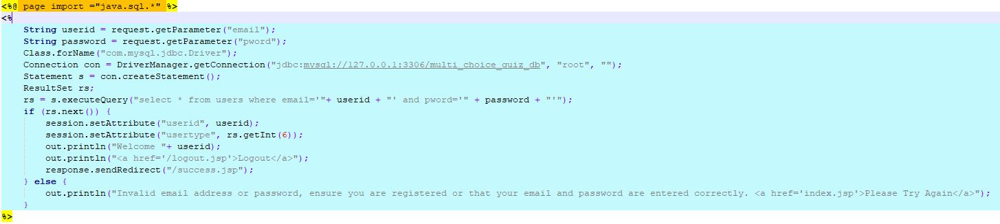 <%@ page import ="java.sql.*" %>
<%
String userid = request.getParameter("email");
String password = request.getParameter("pword");
Class.forName("com.mysql.jdbc.Driver");
Connection con = DriverManager.getConnection("jdbc:mysql://127.0.0.1:3306/multi_choice_quiz_db", "root", "");
Statement s = con.createStatement();
ResultSet rs;
rs = s.executeQuery("select * from users where email='"+ userid + "' and pword='" + password + "'");
if (rs.next()) {
session.setAttribute("userid", userid);
session.setAttribute("usertype", rs.getInt(6));
out.println("Welcome "+ userid);
out.println("<a href='/logout.jsp'>Logout</a>");
response.sendRedirect("/success.jsp");
} else {
out.println("Invalid email address or password, ensure you are registered or that your email and password are entered correctly. <a href='index.jsp'>Please Try Again</a>");
}
%>